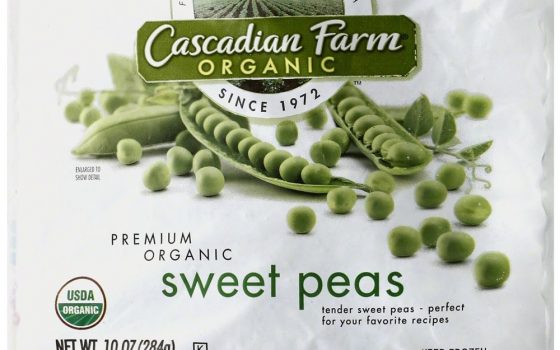 Cascadian Farm®
ORGANIC
SINCE 1972
ENLARGED TO
SHOW DETAIL
PREMIUM
ORGANIC
sweet peas
USDA
ORGANIC
tender sweet peas - perfect
for your favorite recipes
NET WT. 10 OZ (284g)
K
FROZEN